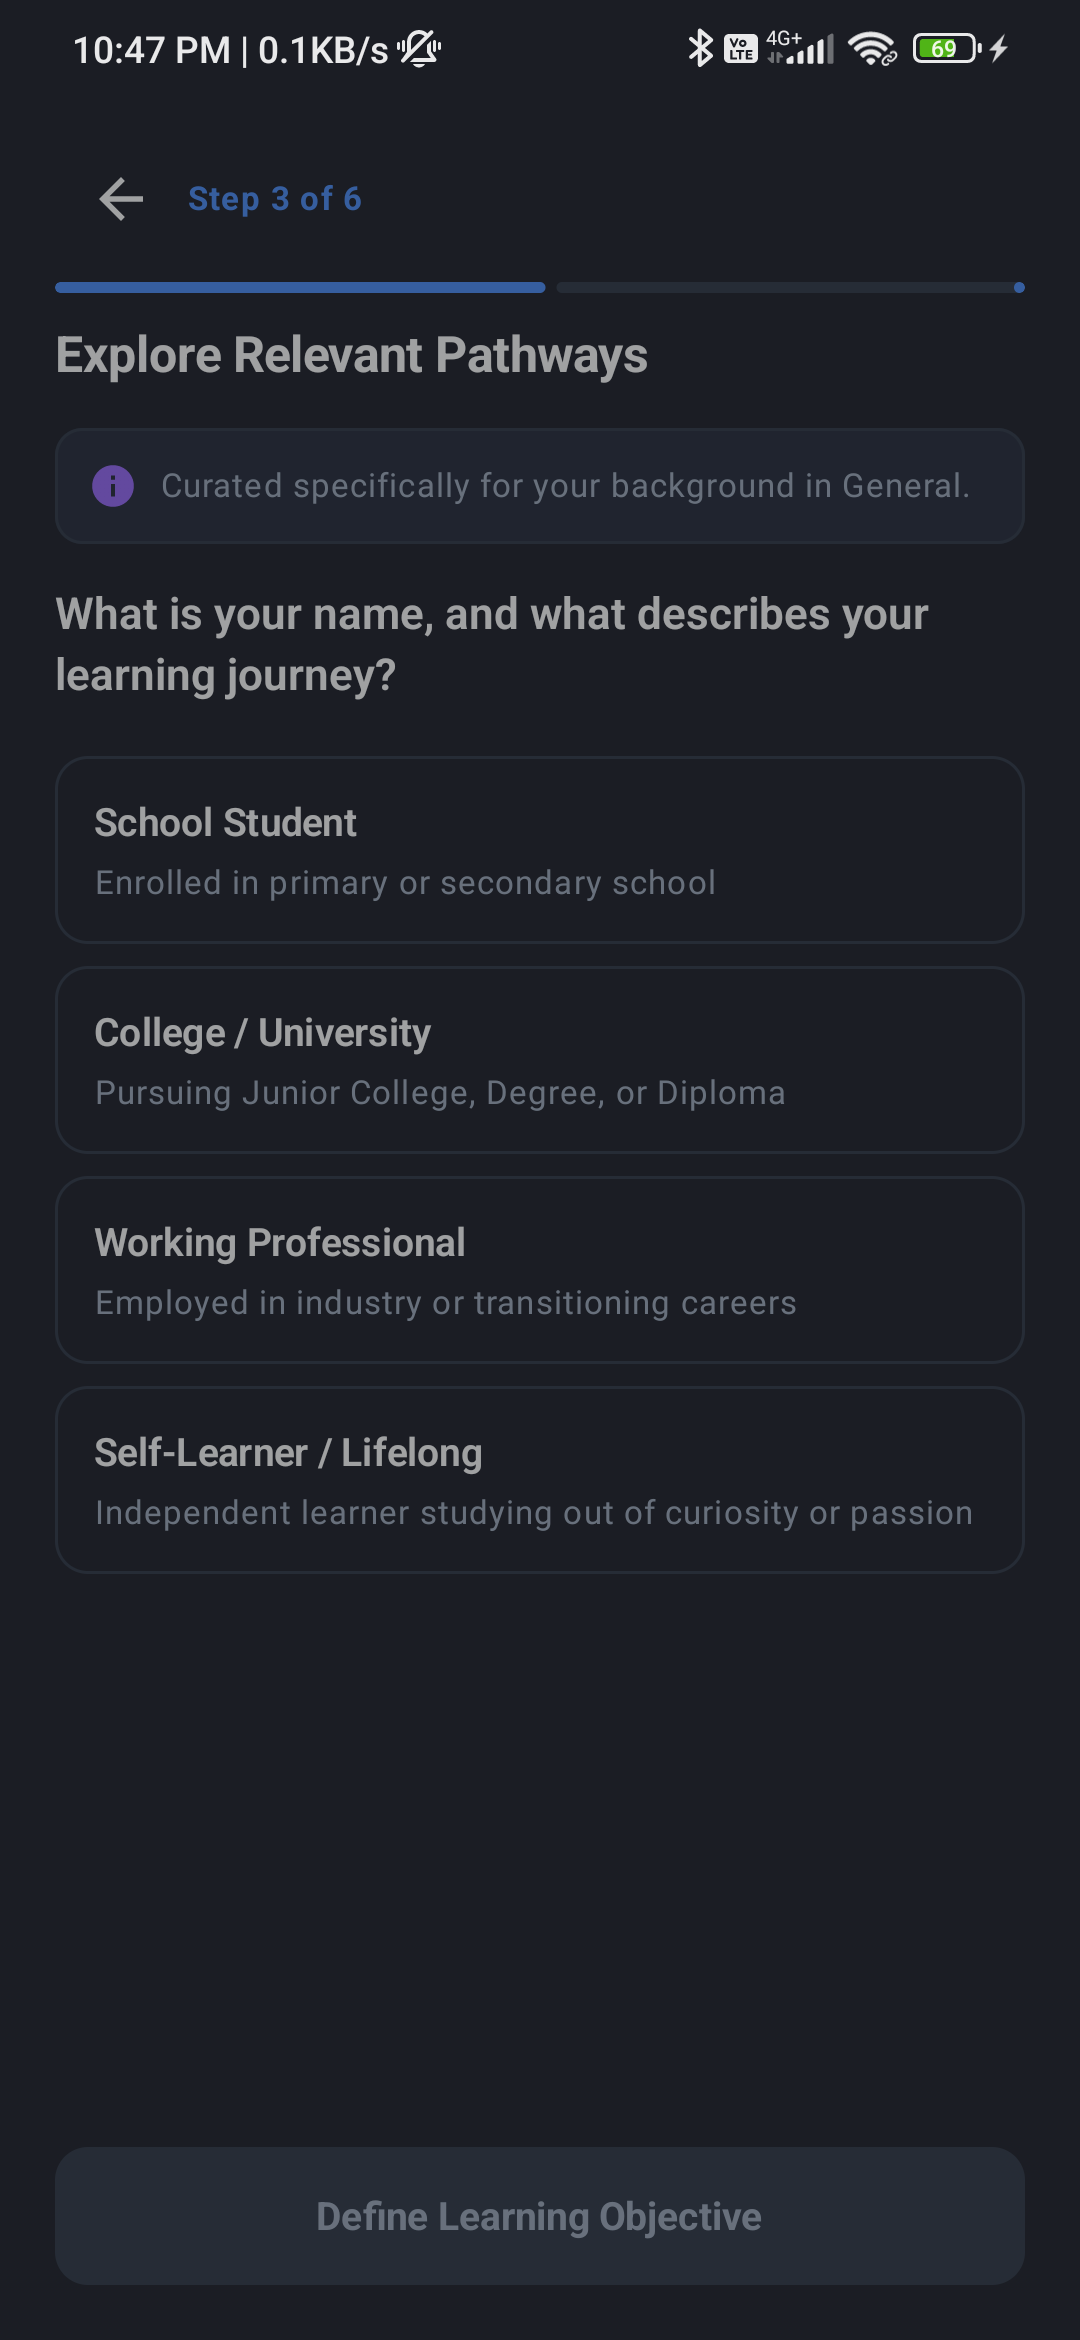 10:47 PM | 0.1KB/s
Vo LTE 4G+ 69
Step 3 of 6
Explore Relevant Pathways
Curated specifically for your background in General.
What is your name, and what describes your
learning journey?
School Student
Enrolled in primary or secondary school
College / University
Pursuing Junior College, Degree, or Diploma
Working Professional
Employed in industry or transitioning careers
Self-Learner / Lifelong
Independent learner studying out of curiosity or passion
Define Learning Objective